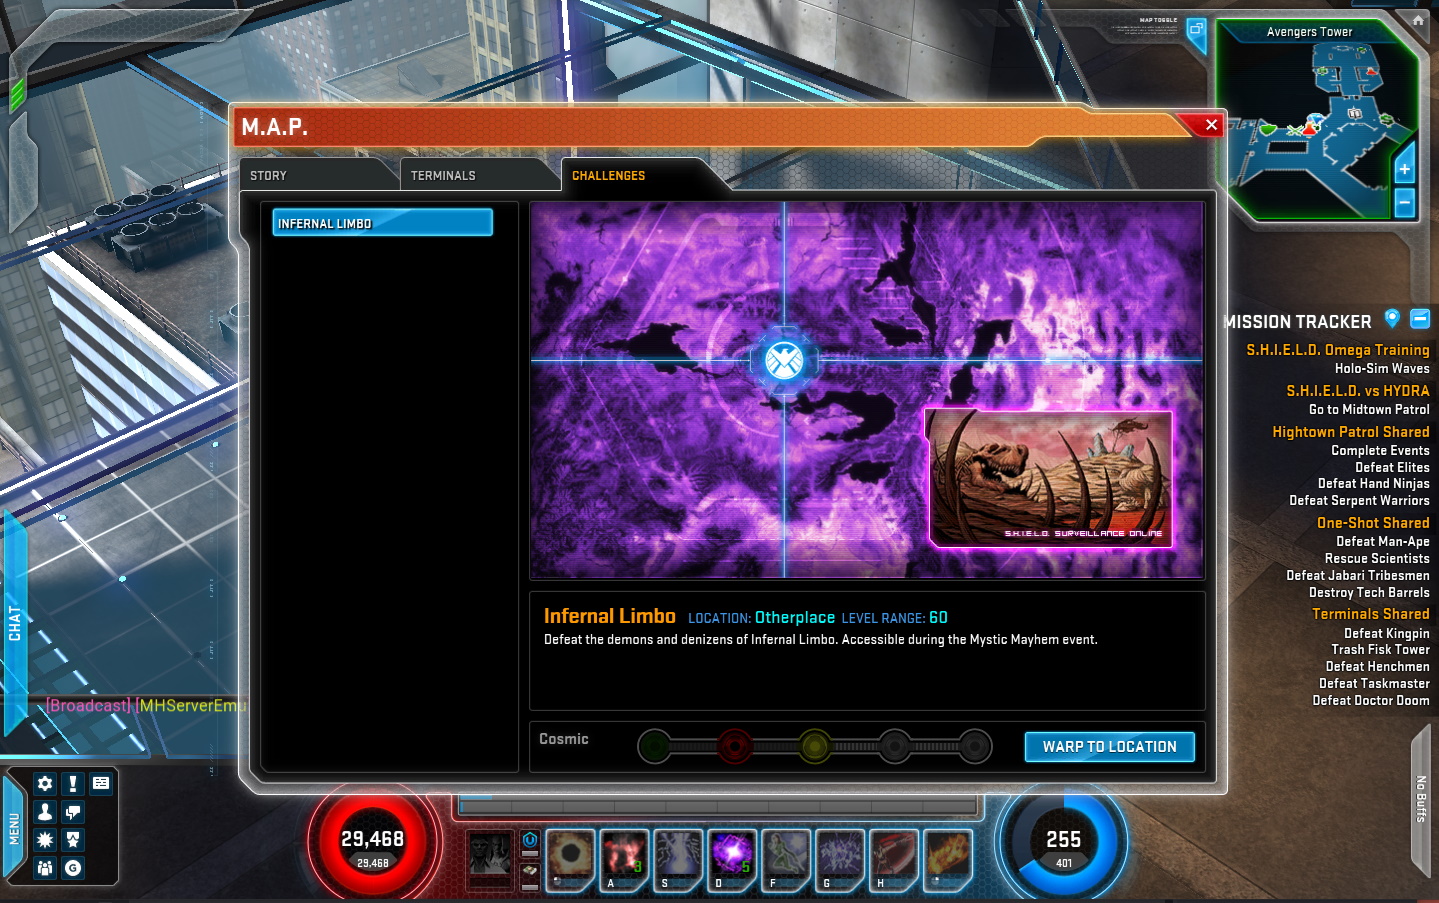 MAP TOGGLE
Avengers Tower
M.A.P.
STORY
TERMINALS
CHALLENGES
INFERNAL LIMBO
S.H.I.E.L.D. SURVEILLANCE ONLINE
Infernal Limbo LOCATION: Otherplace LEVEL RANGE: 60
Defeat the demons and denizens of Infernal Limbo. Accessible during the Mystic Mayhem event.
Cosmic
WARP TO LOCATION
MISSION TRACKER
S.H.I.E.L.D. Omega Training
Holo-Sim Waves
S.H.I.E.L.D. vs HYDRA
Go to Midtown Patrol
Hightown Patrol Shared
Complete Events
Defeat Elites
Defeat Hand Ninjas
Defeat Serpent Warriors
One-Shot Shared
Defeat Man-Ape
Rescue Scientists
Defeat Jabari Tribesmen
Destroy Tech Barrels
Terminals Shared
Defeat Kingpin
Trash Fisk Tower
Defeat Henchmen
Defeat Taskmaster
Defeat Doctor Doom
CHAT
[Broadcast] [MHServerEmu
MENU
G
29,468
29,468
A 3
S
D 5
F
G
H
255
401
No Buffs